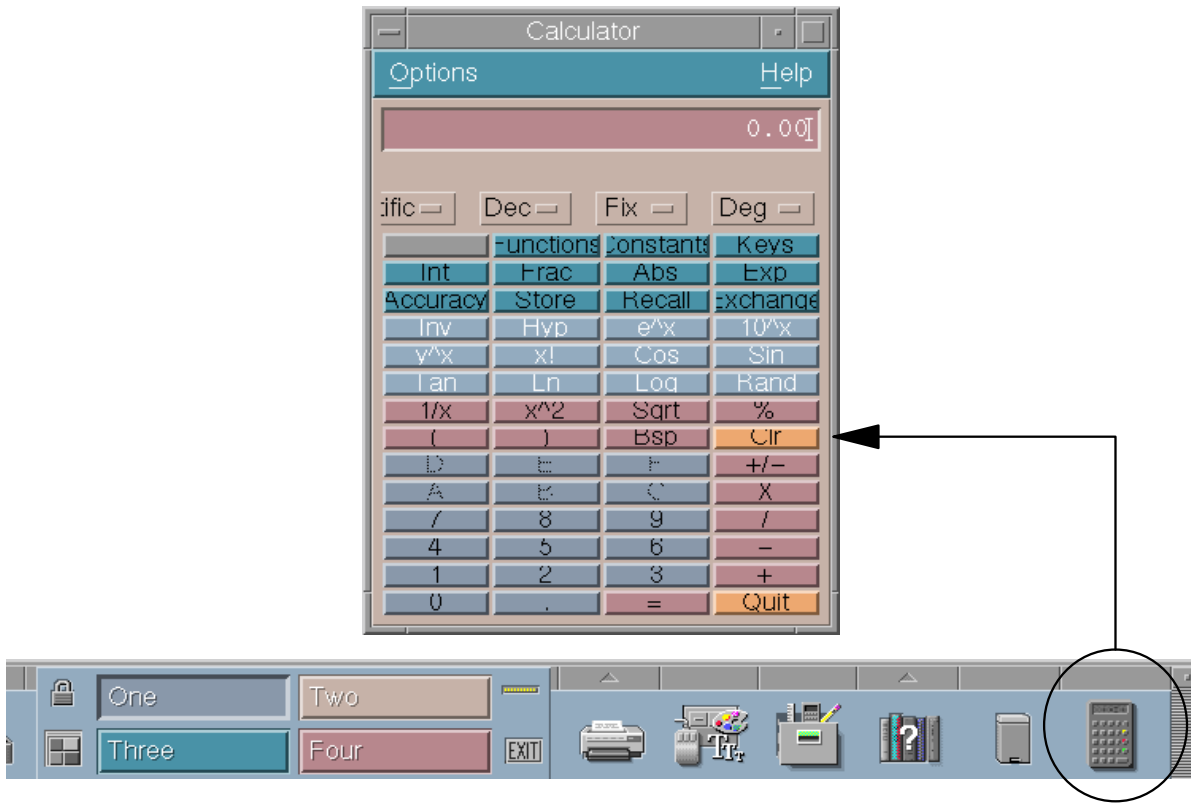 Calculator
Options Help
0.00
tific Dec Fix Deg
Functions Constants Keys
Int Frac Abs Exp
Accuracy Store Recall Exchange
Inv Hyp e^x 10^x
y^x x! Cos Sin
Tan Ln Log Rand
1/x x^2 Sqrt %
( ) Bsp Clr
D E F +/−
A B C X
7 8 9 /
4 5 6 −
1 2 3 +
0 . = Quit
One Two
Three Four EXIT